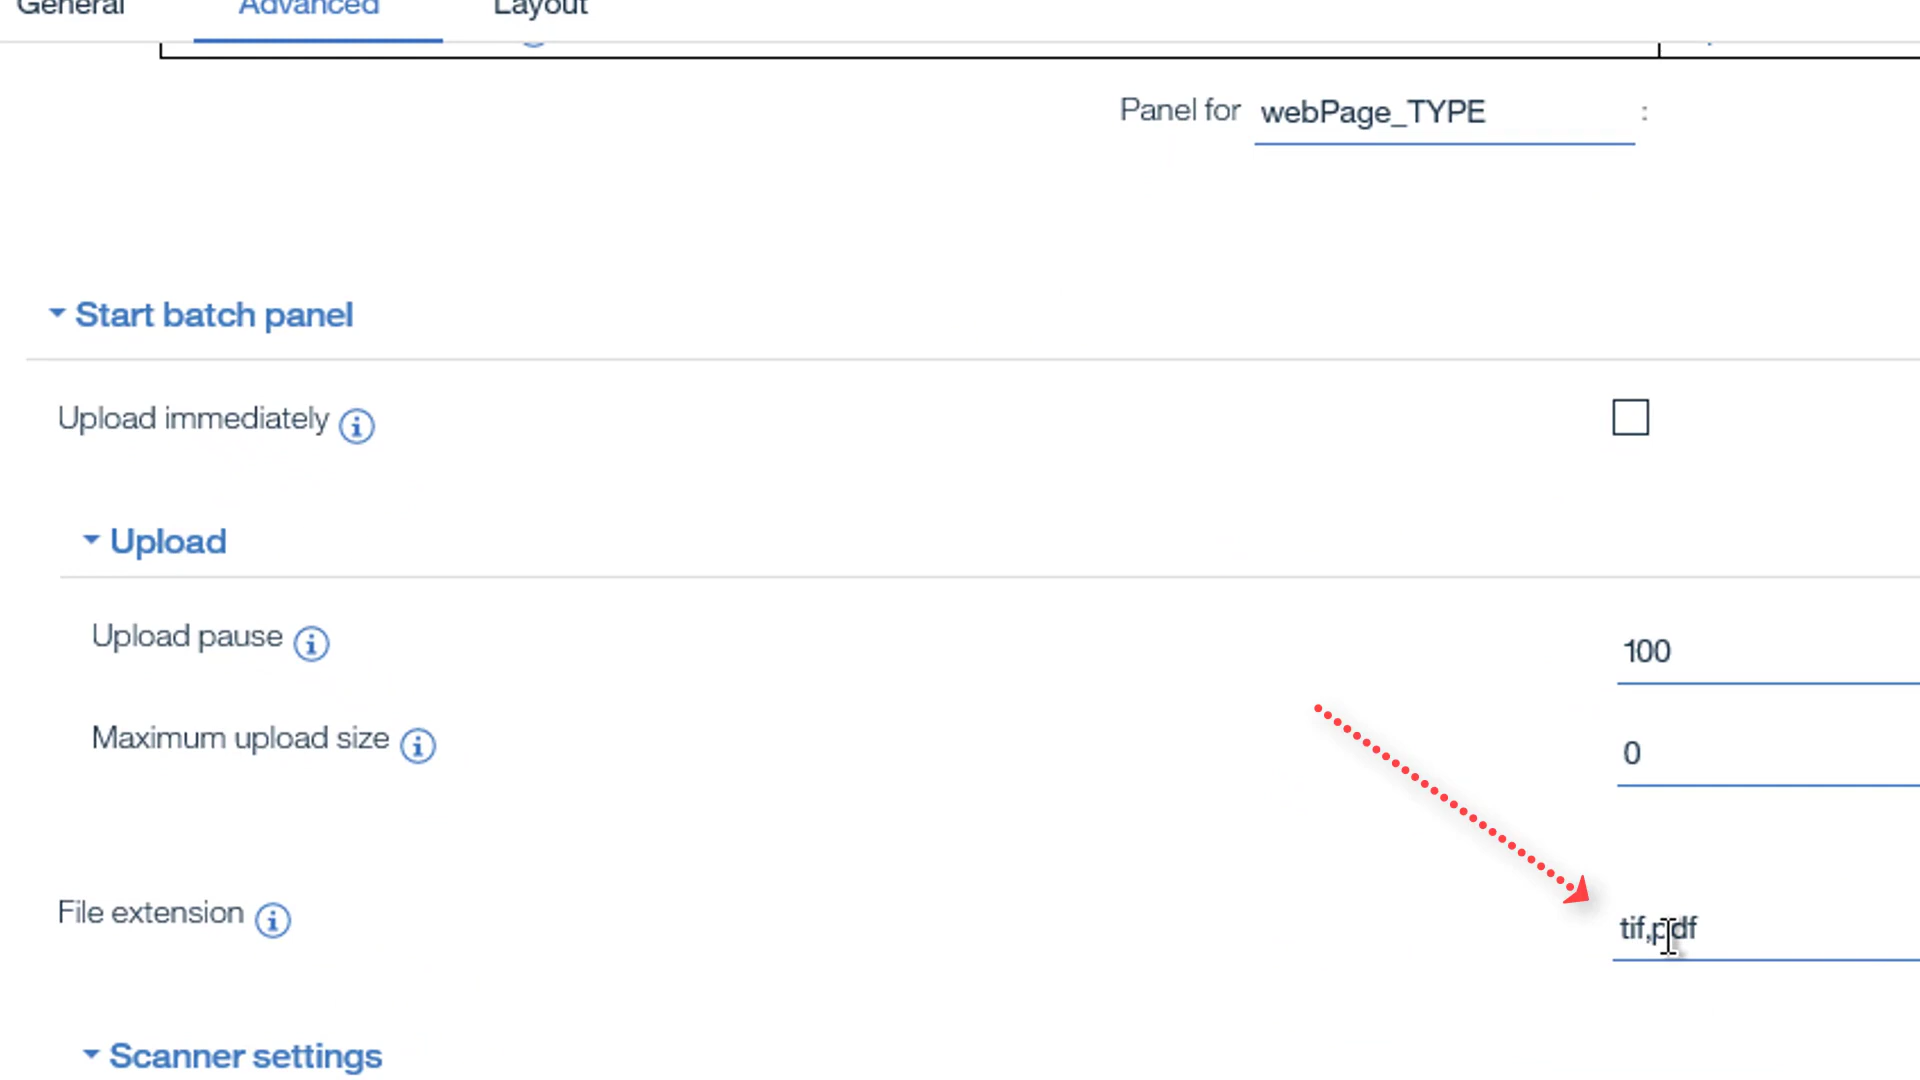 General Advanced Layout
Panel for webPage_TYPE :
Start batch panel
Upload immediately
Upload
Upload pause 100
Maximum upload size 0
File extension tif,pdf
Scanner settings